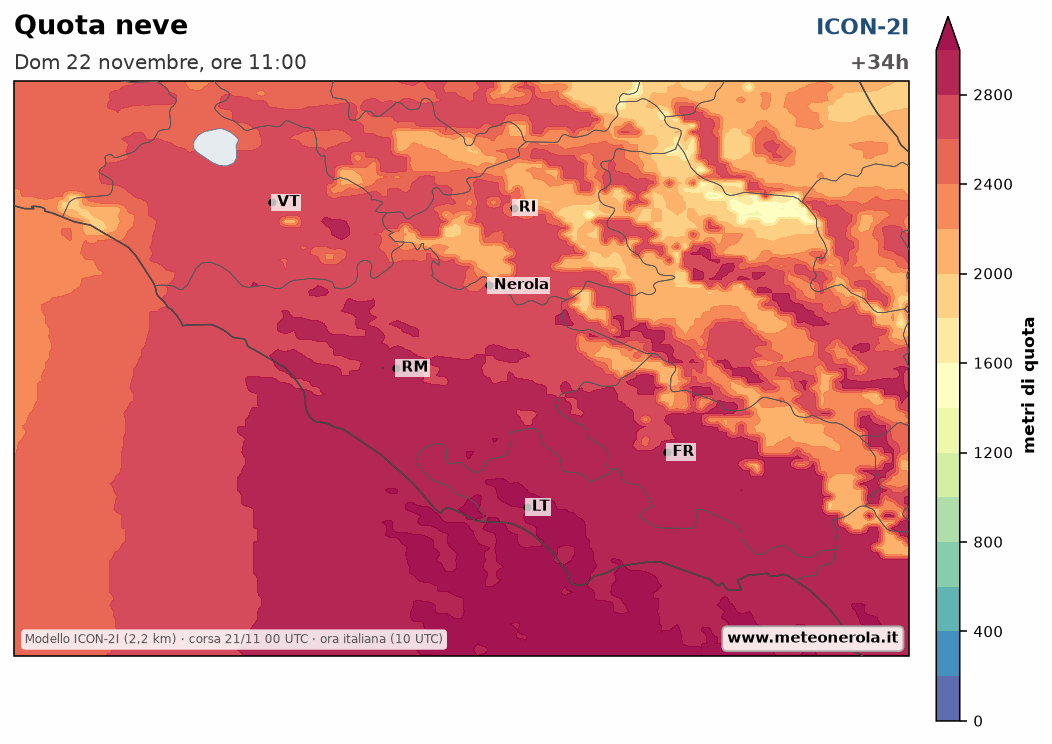 Quota neve
ICON-2I
Dom 22 novembre, ore 11:00
+34h
VT
RI
Nerola
RM
FR
LT
Modello ICON-2I (2,2 km) · corsa 21/11 00 UTC · ora italiana (10 UTC)
www.meteonerola.it
2800
2400
2000
1600
1200
800
400
0
metri di quota